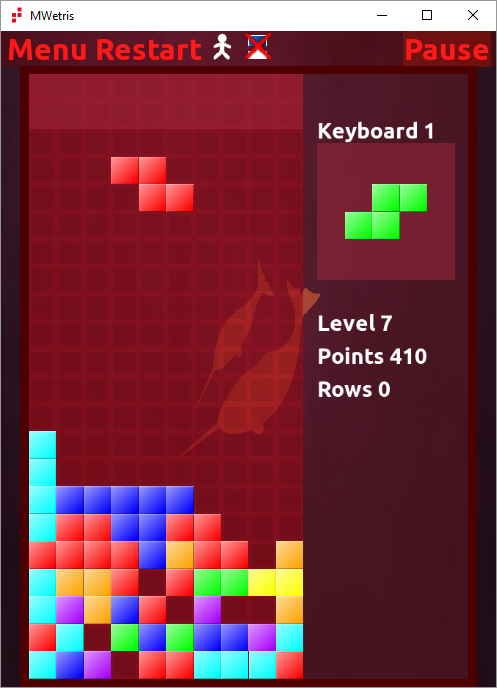 MWetris
Menu Restart Pause
Keyboard 1
Level 7
Points 410
Rows 0